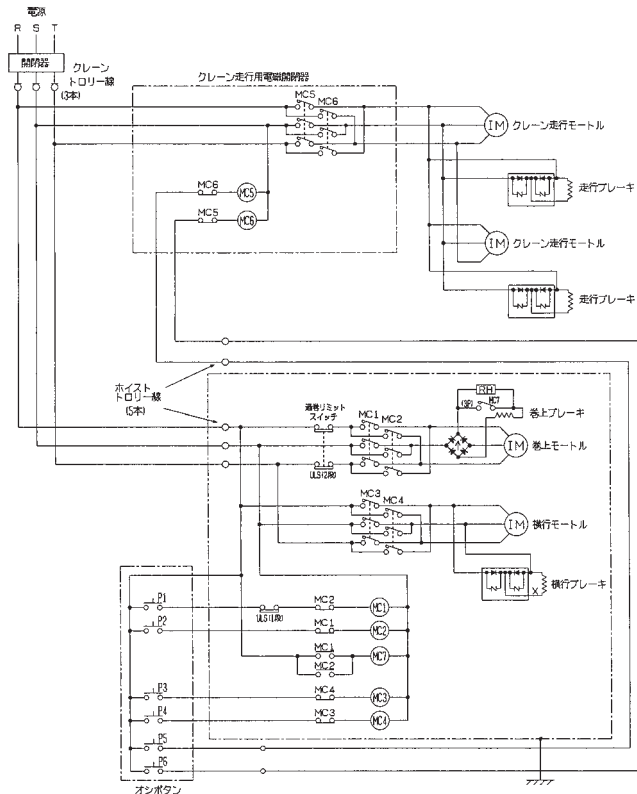 電源
R S T
開閉器
クレーン
トロリー線
(3本)
クレーン走行用電磁開閉器
MC5 MC6
IM クレーン走行モートル
走行ブレーキ
MC6 MC5
MC5 MC6
IM クレーン走行モートル
走行ブレーキ
ホイスト
トロリー線
(5本)
過巻リミット
スイッチ
MC1 MC2
RH
(3P) MC7
巻上ブレーキ
IM 巻上モートル
ULS(2段)
MC3 MC4
IM 横行モートル
横行ブレーキ
P1 ULS(1段) MC2 MC1
P2 MC1 MC2
MC1 MC7
MC2
P3 MC4 MC3
P4 MC3 MC4
P5
P6
オシボタン